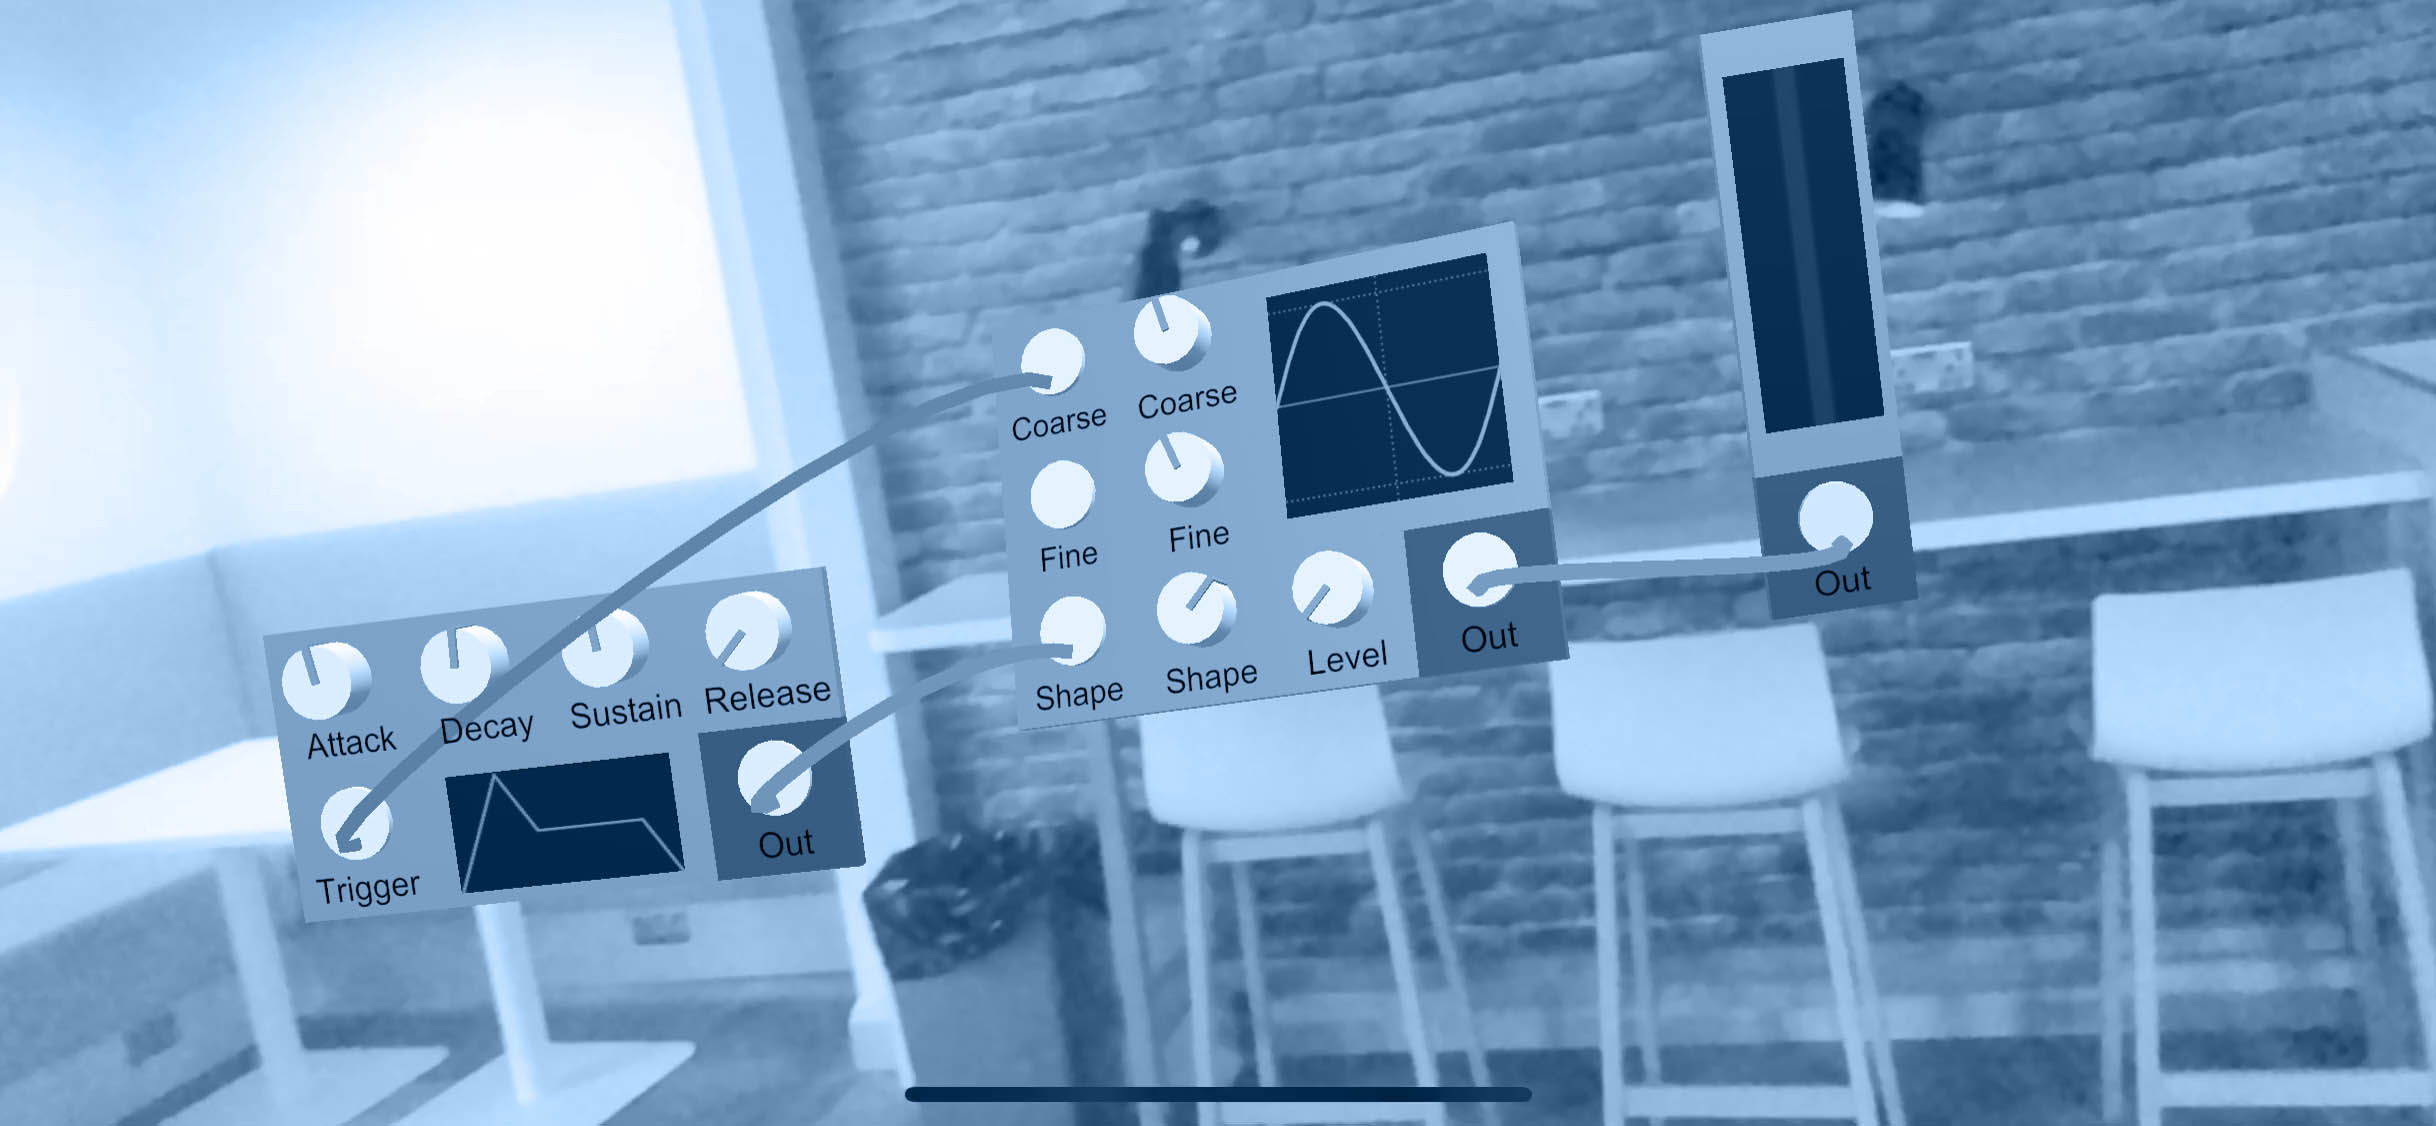 Attack
Decay
Sustain
Release
Trigger
Out
Coarse
Coarse
Fine
Fine
Shape
Shape
Level
Out
Out